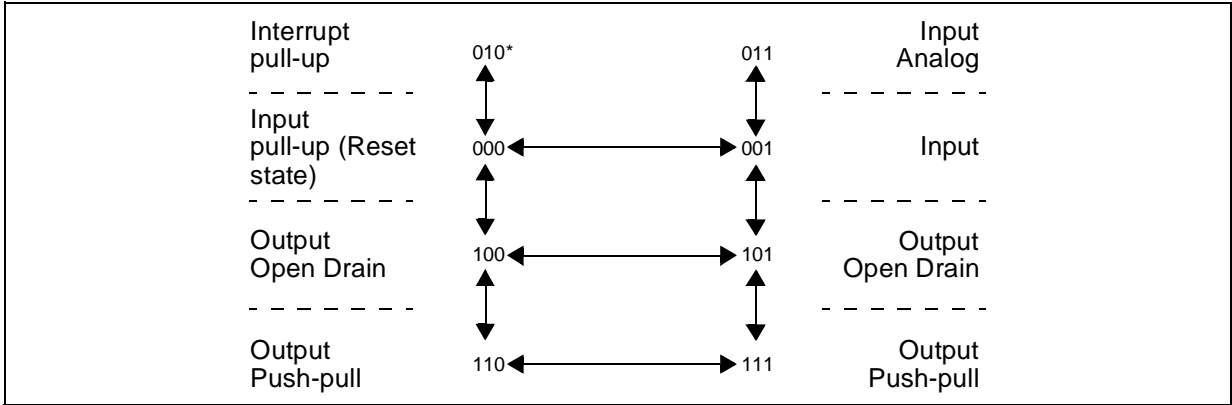 Interrupt
pull-up
010*
011
Input
Analog
Input
pull-up (Reset
state)
000
001
Input
Output
Open Drain
100
101
Output
Open Drain
Output
Push-pull
110
111
Output
Push-pull